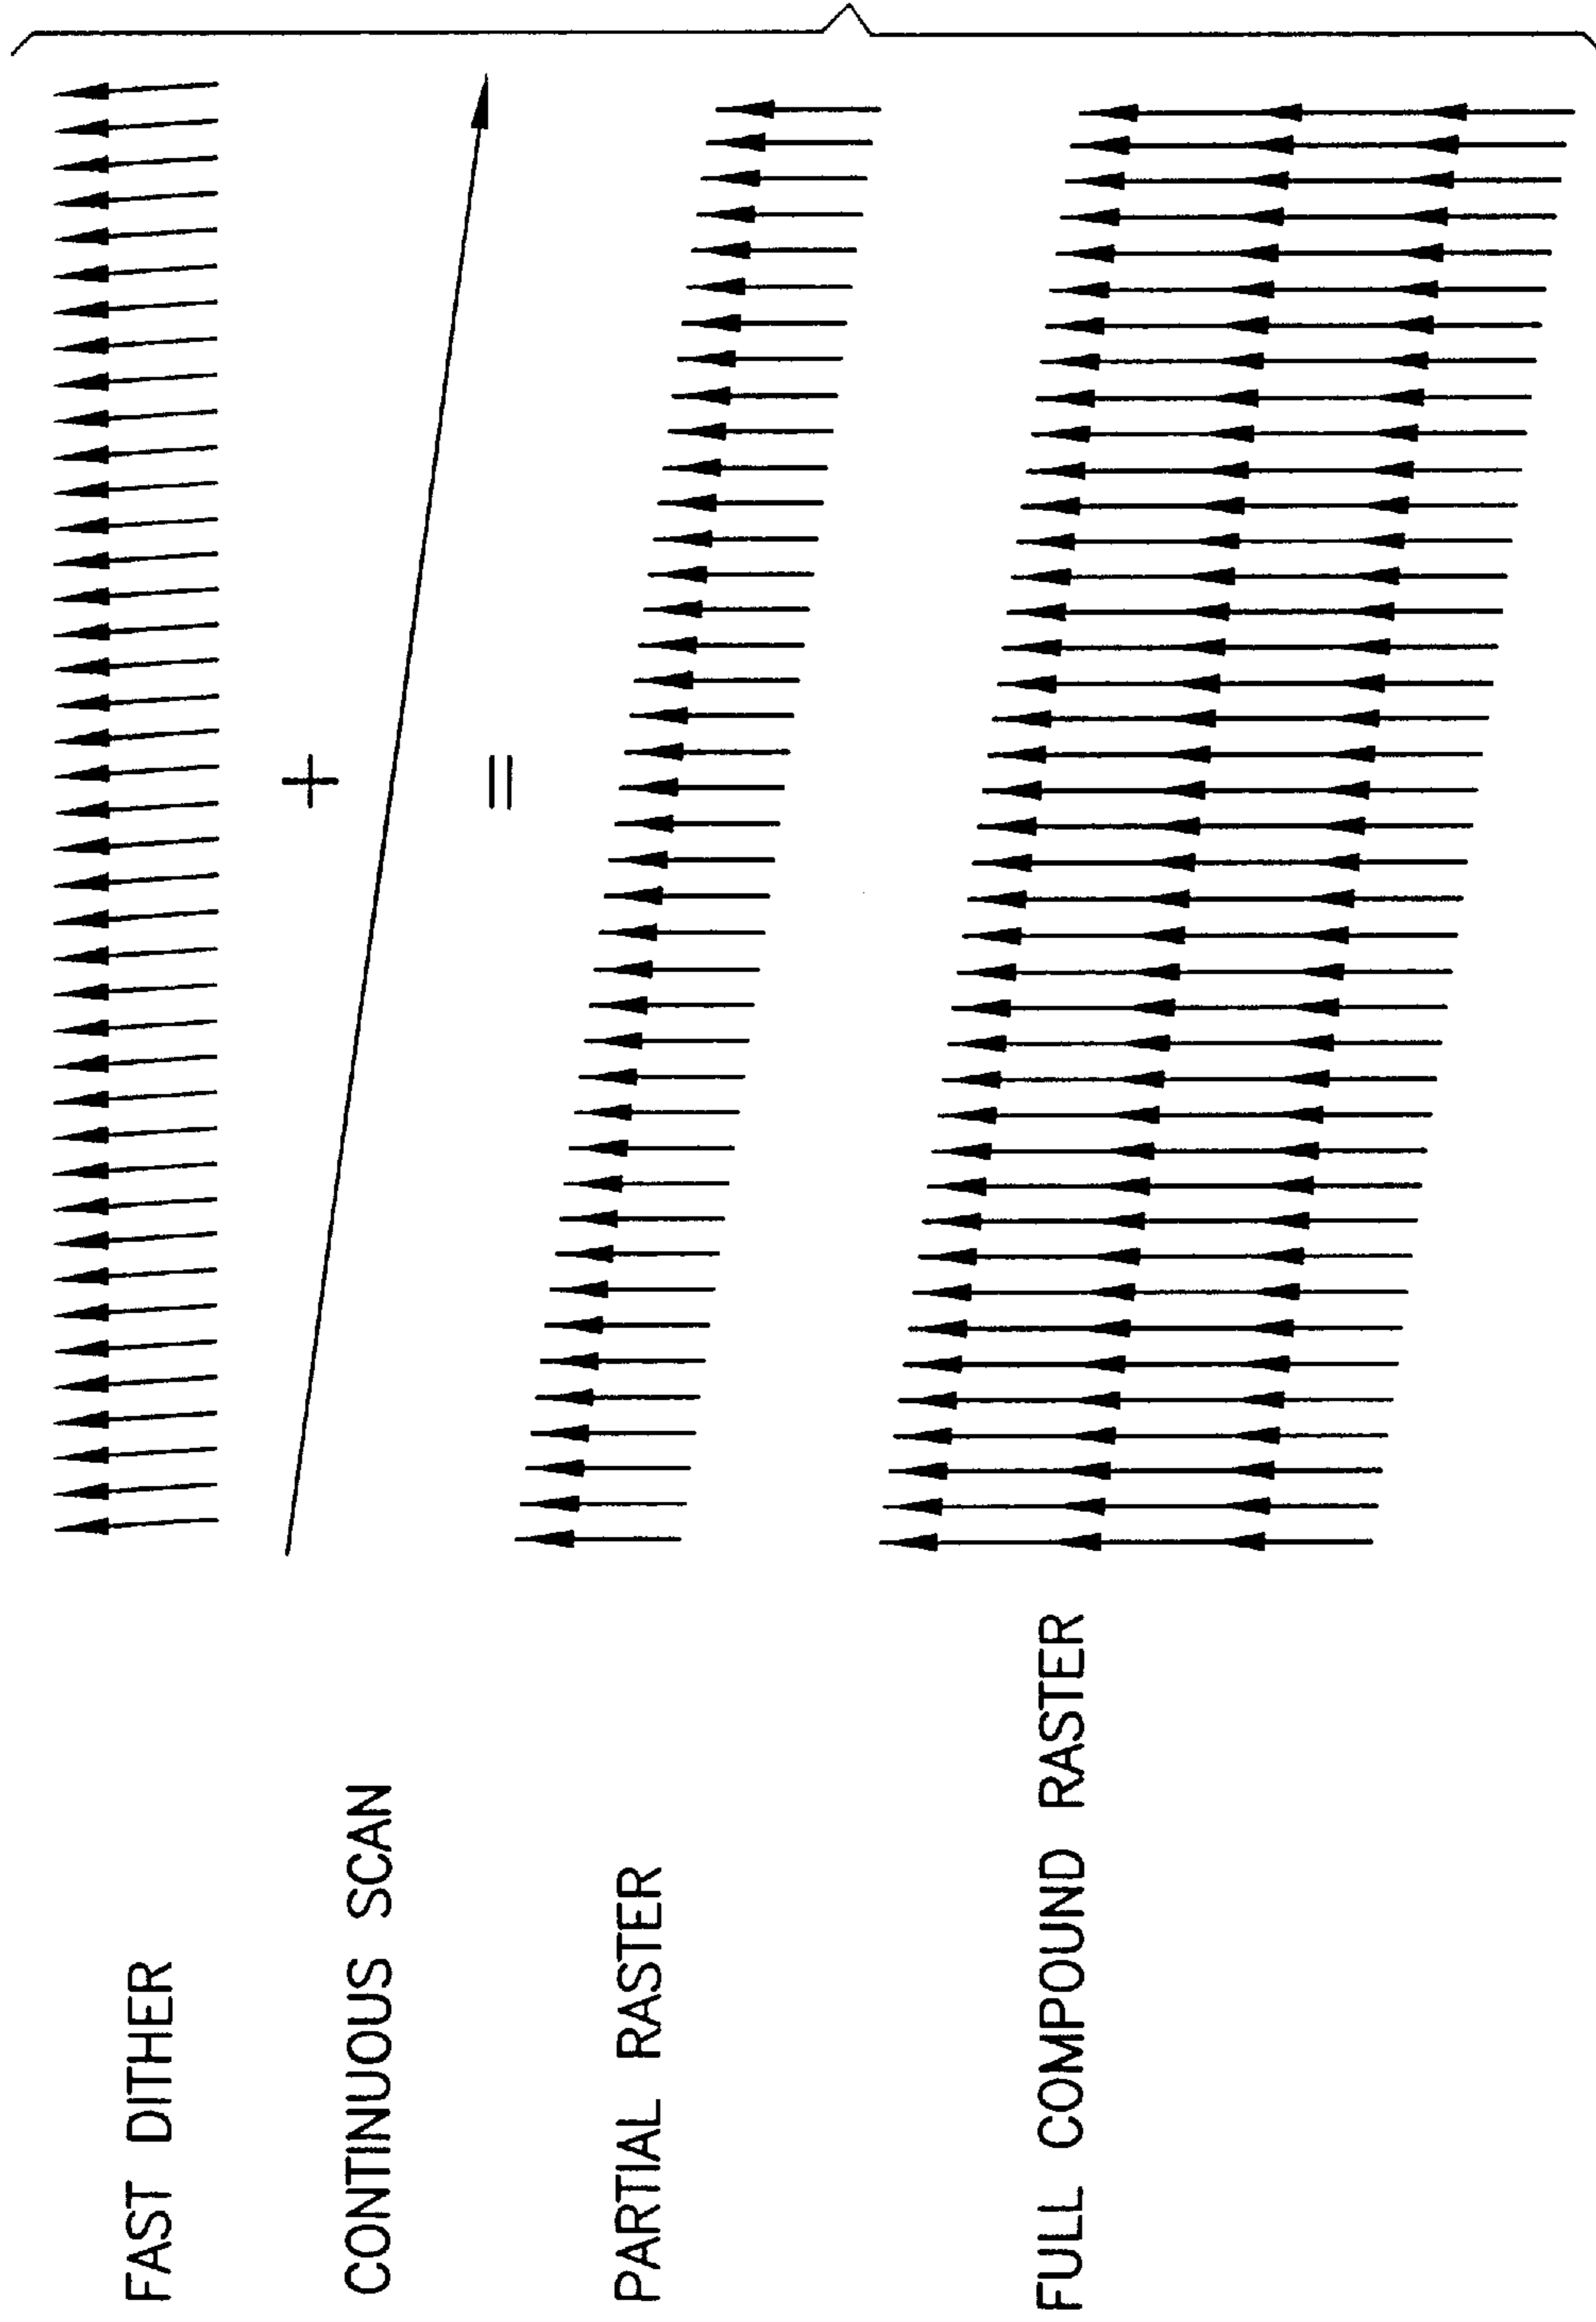 FAST DITHER
+
CONTINUOUS SCAN
=
PARTIAL RASTER
FULL COMPOUND RASTER